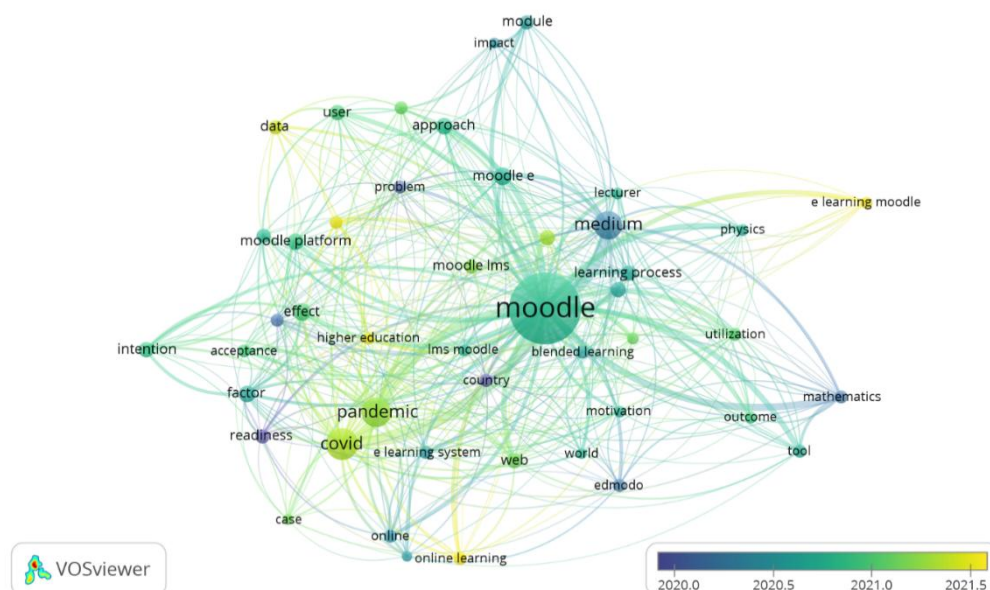 module
impact
user
data
approach
problem
moodle e
lecturer
e learning moodle
medium
physics
moodle platform
moodle lms
learning process
moodle
effect
higher education
utilization
intention
acceptance
lms moodle
blended learning
country
factor
mathematics
pandemic
motivation
outcome
readiness
covid
e learning system
web
world
tool
edmodo
case
online
online learning
VOSviewer
2020.0 2020.5 2021.0 2021.5